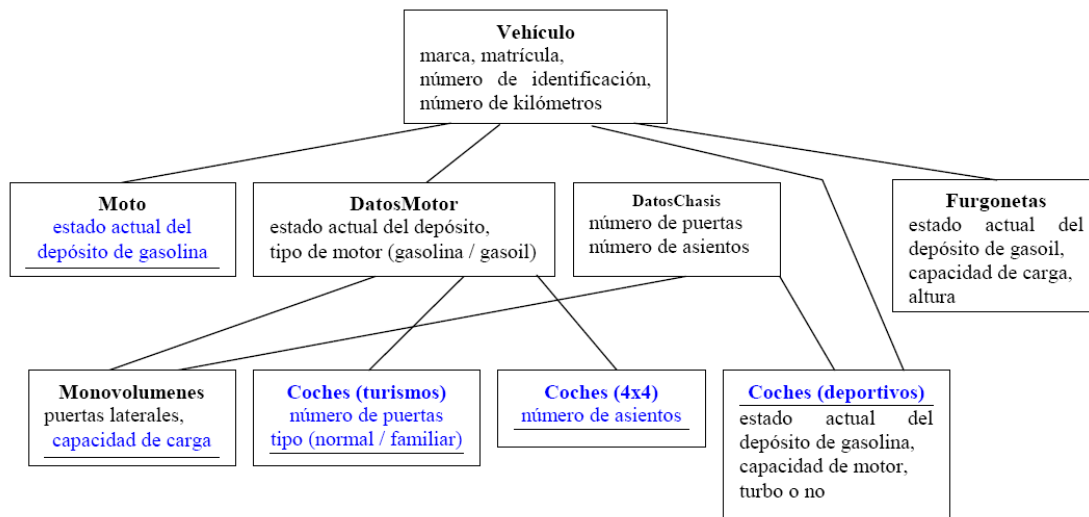 Vehículo
marca, matrícula,
número de identificación,
número de kilómetros
Moto
estado actual del
depósito de gasolina
DatosMotor
estado actual del depósito,
tipo de motor (gasolina / gasoil)
DatosChasis
número de puertas
número de asientos
Furgonetas
estado actual del
depósito de gasoil,
capacidad de carga,
altura
Monovolumenes
puertas laterales,
capacidad de carga
Coches (turismos)
número de puertas
tipo (normal / familiar)
Coches (4x4)
número de asientos
Coches (deportivos)
estado actual del
depósito de gasolina,
capacidad de motor,
turbo o no